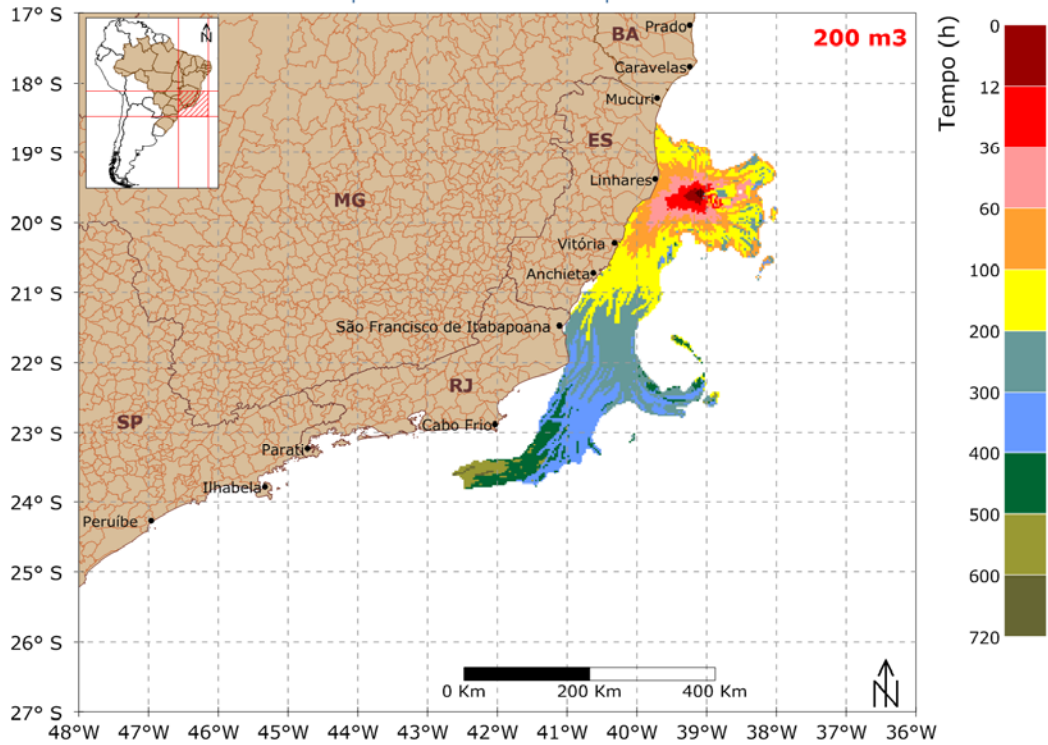 17° S
18° S
19° S
20° S
21° S
22° S
23° S
24° S
25° S
26° S
27° S
N
BA
Prado
Caravelas
Mucuri
ES
Linhares
MG
Vitória
Anchieta
São Francisco de Itabapoana
RJ
SP
Cabo Frio
Parati
Ilhabela
Peruíbe
200 m3
0 Km
200 Km
400 Km
N
48°W
47°W
46°W
45°W
44°W
43°W
42°W
41°W
40°W
39°W
38°W
37°W
36°W
Tempo (h)
0
12
36
60
100
200
300
400
500
600
720